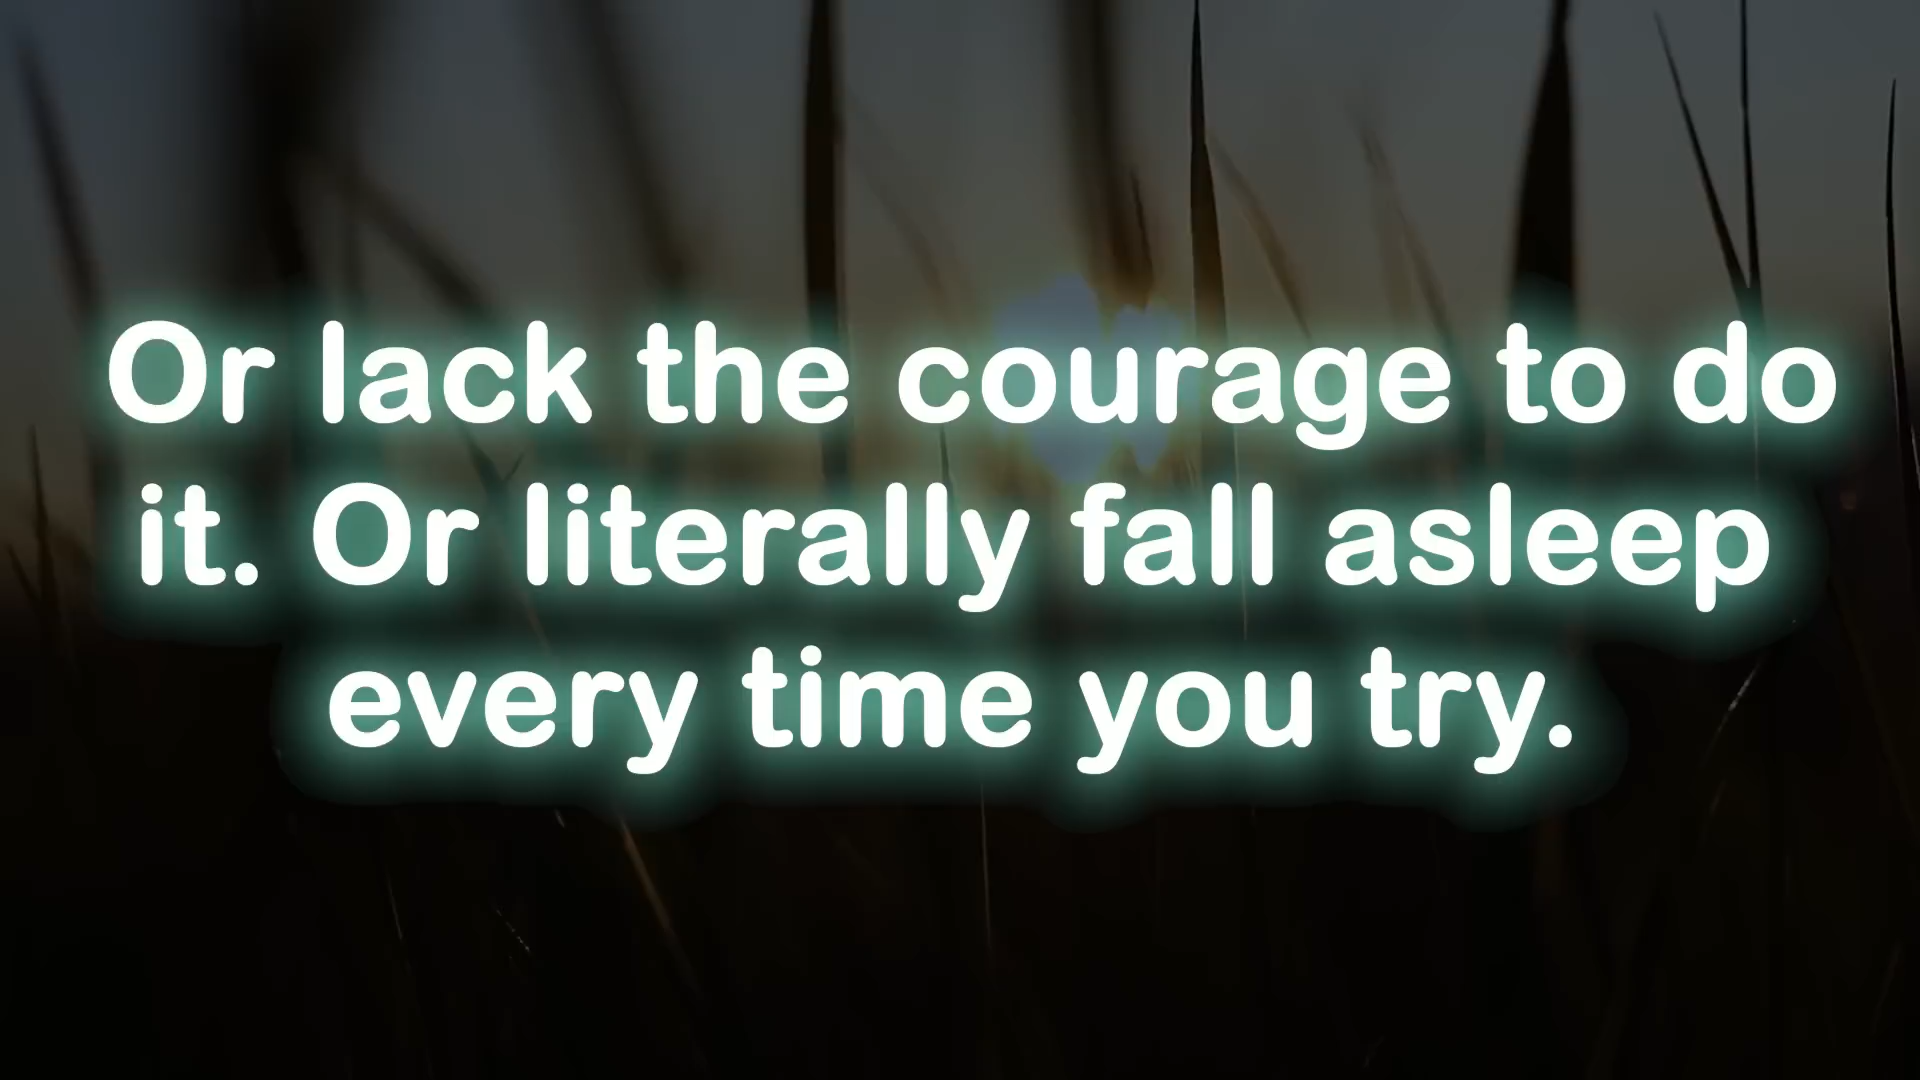 Or lack the courage to do
it. Or literally fall asleep
every time you try.